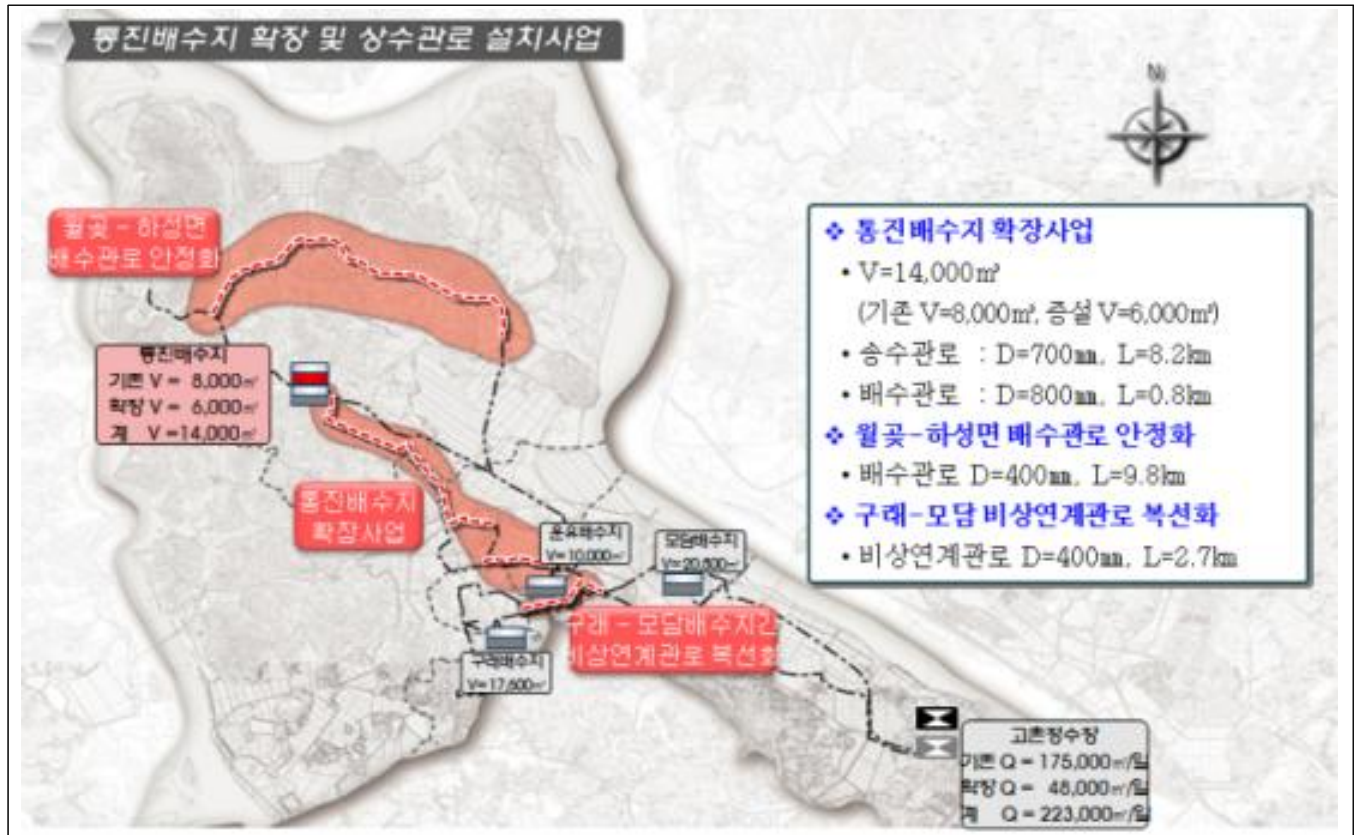 통진배수지 확장 및 상수관로 설치사업
N
월곶 - 하성면
배수관로 안정화
통진배수지
기존 V = 8,000㎥
확장 V = 6,000㎥
계 V =14,000㎥
통진배수지
확장사업
운유배수지
V=10,000㎥
모담배수지
구래배수지
V=17,600㎥
구래 - 모담배수지간
비상연계관로 복선화
고촌정수장
기존 Q = 175,000㎥/일
확장 Q = 48,000㎥/일
계 Q = 223,000㎥/일
❖ 통진배수지 확장사업
• V=14,000㎥
(기존 V=8,000㎥, 증설 V=6,000㎥)
• 송수관로 : D=700㎜, L=8.2㎞
• 배수관로 : D=800㎜, L=0.8㎞
❖ 월곶-하성면 배수관로 안정화
• 배수관로 D=400㎜, L=9.8㎞
❖ 구래-모담 비상연계관로 복선화
• 비상연계관로 D=400㎜, L=2.7㎞